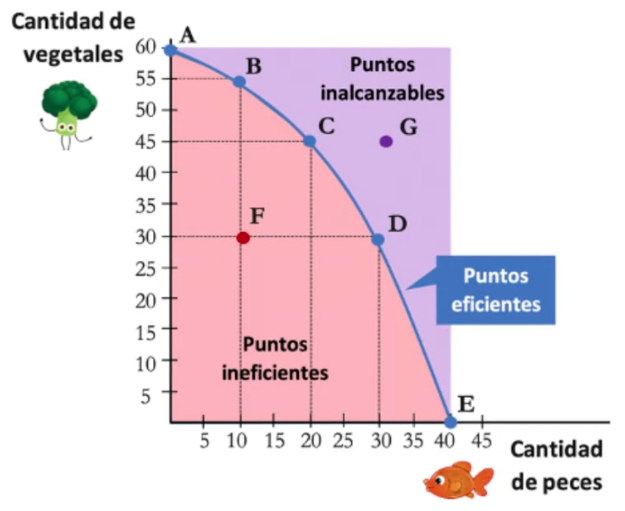 Cantidad de
vegetales
60
A
55
B
Puntos
inalcanzables
50
45
C
G
40
35
F
30
D
25
Puntos
eficientes
20
15
Puntos
ineficientes
10
5
E
5 10 15 20 25 30 35 40 45
Cantidad
de peces